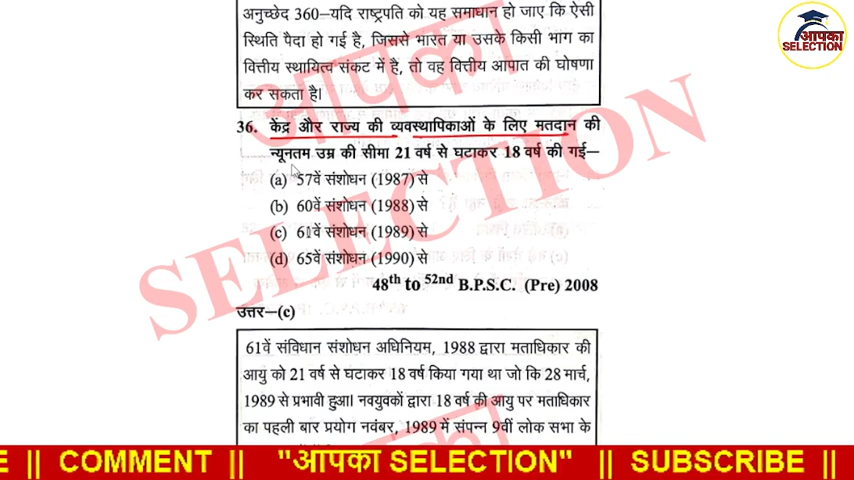 अनुच्छेद 360–यदि राष्ट्रपति को यह समाधान हो जाए कि ऐसी
स्थिति पैदा हो गई है, जिससे भारत या उसके किसी भाग का
वित्तीय स्थायित्व संकट में है, तो वह वित्तीय आपात की घोषणा
कर सकता है।
आपका
SELECTION
36. केंद्र और राज्य की व्यवस्थापिकाओं के लिए मतदान की
न्यूनतम उम्र की सीमा 21 वर्ष से घटाकर 18 वर्ष की गई–
(a) 57वें संशोधन (1987) से
(b) 60वें संशोधन (1988) से
(c) 61वें संशोधन (1989) से
(d) 65वें संशोधन (1990) से
48th to 52nd B.P.S.C. (Pre) 2008
उत्तर–(c)
61वें संविधान संशोधन अधिनियम, 1988 द्वारा मताधिकार की
आयु को 21 वर्ष से घटाकर 18 वर्ष किया गया था जो कि 28 मार्च,
1989 से प्रभावी हुआ। नवयुवकों द्वारा 18 वर्ष की आयु पर मताधिकार
का पहली बार प्रयोग नवंबर, 1989 में संपन्न 9वीं लोक सभा के
आपका
SELECTION
आपका
E || COMMENT || "आपका SELECTION" || SUBSCRIBE ||